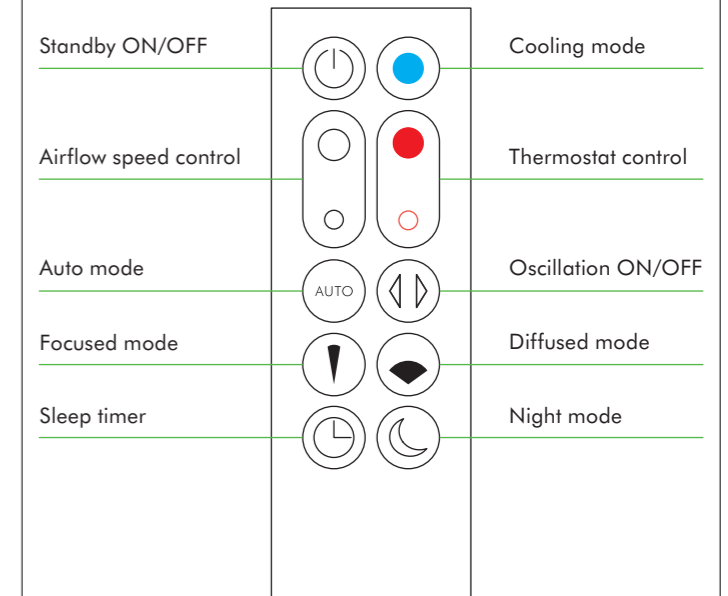 Standby ON/OFF
Cooling mode
Airflow speed control
Thermostat control
Auto mode
AUTO
Oscillation ON/OFF
Focused mode
Diffused mode
Sleep timer
Night mode